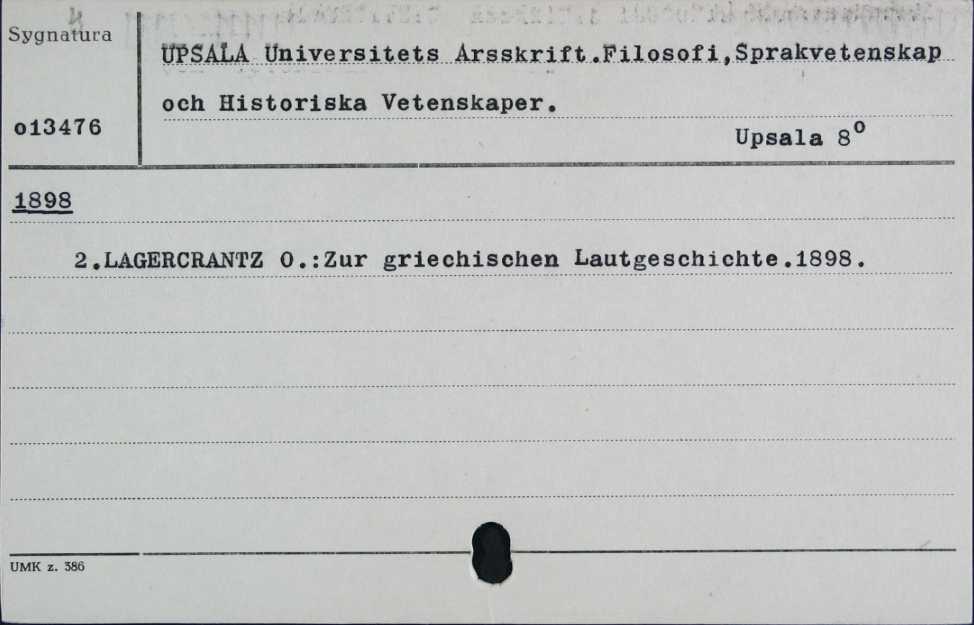 Sygnatura
UPSALA Universitets Arsskrift.Filosofi,Sprakvetenskap
och Historiska Vetenskaper.
o13476
Upsala 8⁰
1898
2.LAGERCRANTZ O.:Zur griechischen Lautgeschichte.1898.
UMK z. 386